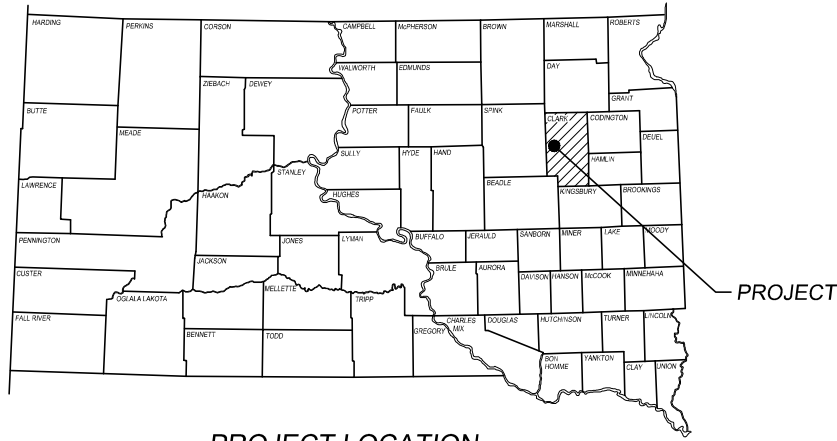 HARDING
PERKINS
CORSON
CAMPBELL
McPHERSON
BROWN
MARSHALL
ROBERTS
WALWORTH
EDMUNDS
DAY
ZIEBACH
DEWEY
GRANT
BUTTE
POTTER
FAULK
SPINK
CLARK
CODINGTON
MEADE
DEUEL
SULLY
HYDE
HAND
HAMLIN
STANLEY
LAWRENCE
BEADLE
HAAKON
HUGHES
KINGSBURY
BROOKINGS
PENNINGTON
JONES
LYMAN
BUFFALO
JERAULD
SANBORN
MINER
LAKE
MOODY
JACKSON
CUSTER
BRULE
AURORA
DAVISON
HANSON
McCOOK
MINNEHAHA
OGLALA LAKOTA
MELLETTE
TRIPP
PROJECT
FALL RIVER
BENNETT
TODD
GREGORY
CHARLES
MIX
DOUGLAS
HUTCHINSON
TURNER
LINCOLN
BON
HOMME
YANKTON
CLAY
UNION
PROJECT LOCATION